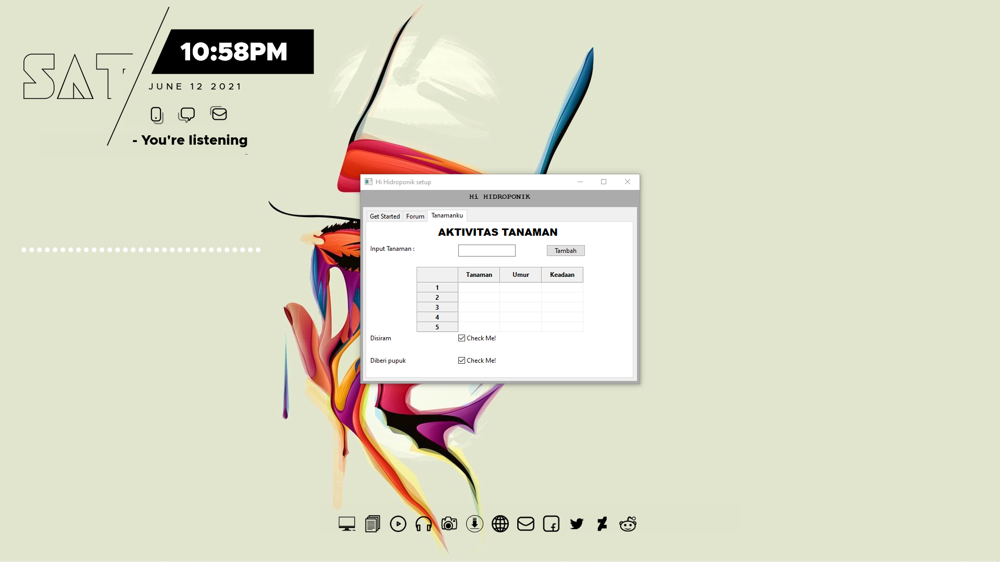 SAT
10:58PM
JUNE 12 2021
- You're listening
-
Hi Hidroponik setup
Hi HIDROPONIK
Get Started Forum Tanamanku
AKTIVITAS TANAMAN
Input Tanaman : Tambah
Tanaman Umur Keadaan
1
2
3
4
5
Disiram Check Me!
Diberi pupuk Check Me!